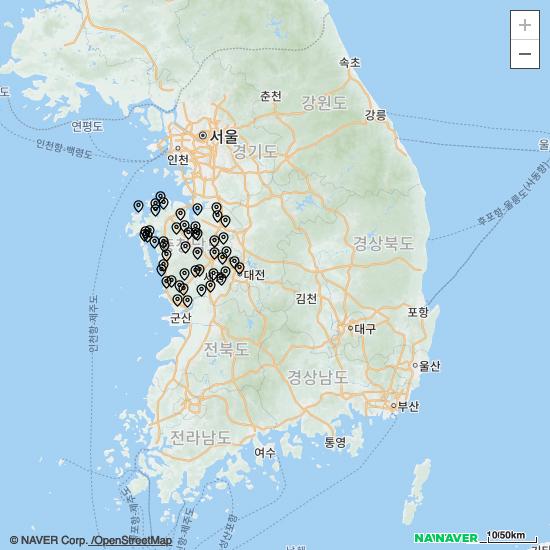 +
−
속초
춘천
강원도
강릉
연평도
서울
인천
경기도
인천항-백령도
후포항-울릉도(사동항)
경상북도
대전
김천
포항
군산
대구
인천항-제주도
전북도
경상남도
울산
부산
전라남도
여수
통영
© NAVER Corp. /OpenStreetMap
NAVER
10/50km